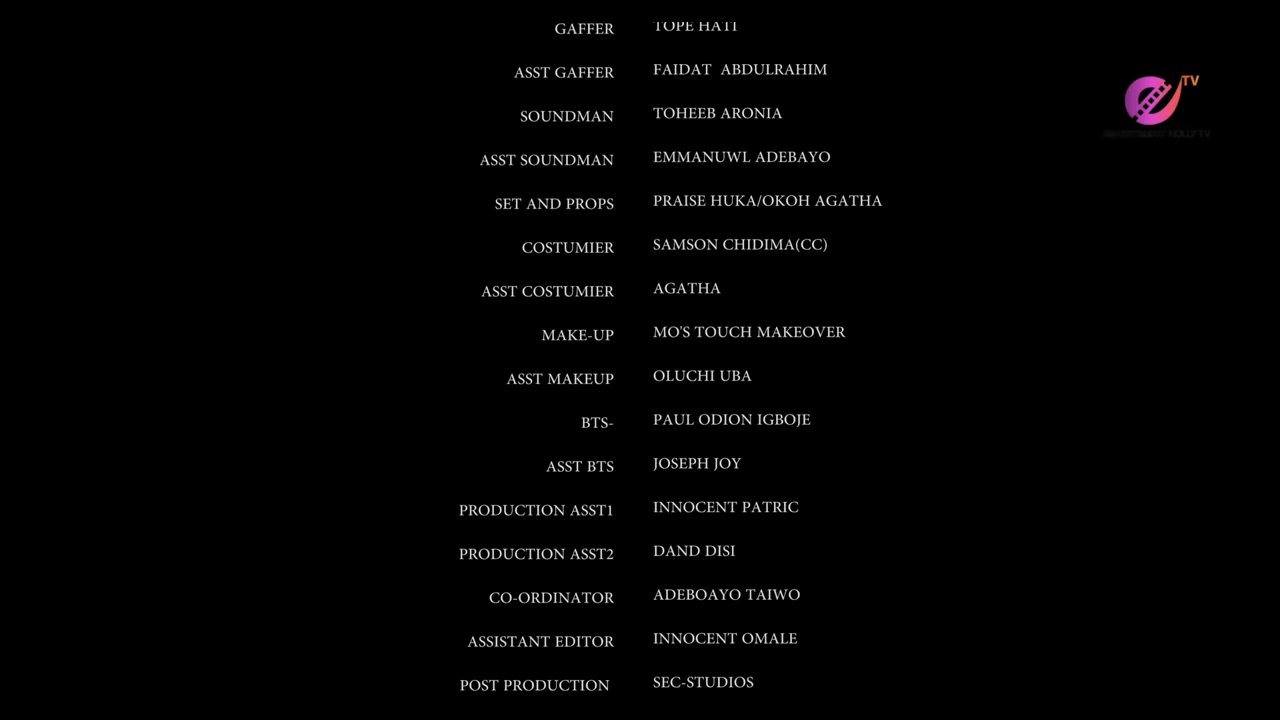 GAFFER TOPE HATI
ASST GAFFER FAIDAT ABDULRAHIM
SOUNDMAN TOHEEB ARONIA
ASST SOUNDMAN EMMANUWL ADEBAYO
SET AND PROPS PRAISE HUKA/OKOH AGATHA
COSTUMIER SAMSON CHIDIMA(CC)
ASST COSTUMIER AGATHA
MAKE-UP MO'S TOUCH MAKEOVER
ASST MAKEUP OLUCHI UBA
BTS- PAUL ODION IGBOJE
ASST BTS JOSEPH JOY
PRODUCTION ASST1 INNOCENT PATRIC
PRODUCTION ASST2 DAND DISI
CO-ORDINATOR ADEBOAYO TAIWO
ASSISTANT EDITOR INNOCENT OMALE
POST PRODUCTION SEC-STUDIOS
TV
NOLLY TV